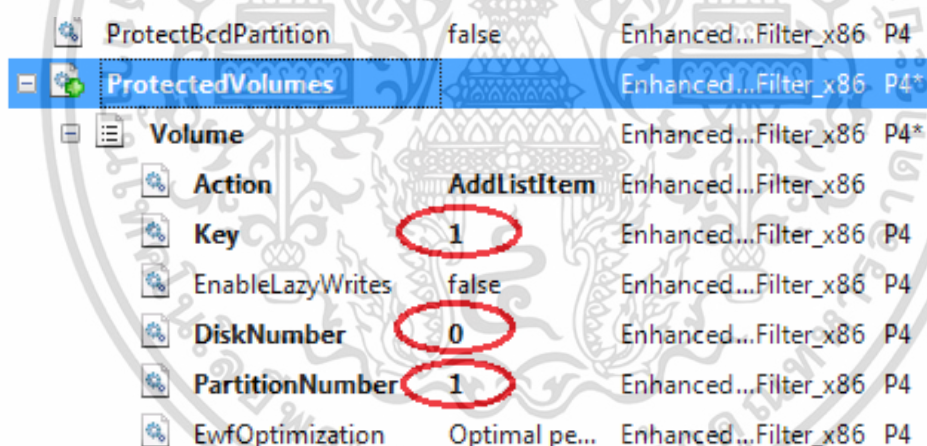 ProtectBcdPartition false Enhanced...Filter_x86 P4
ProtectedVolumes Enhanced...Filter_x86 P4*
Volume Enhanced...Filter_x86 P4*
Action AddListItem Enhanced...Filter_x86
Key 1 Enhanced...Filter_x86 P4
EnableLazyWrites false Enhanced...Filter_x86 P4
DiskNumber 0 Enhanced...Filter_x86 P4
PartitionNumber 1 Enhanced...Filter_x86 P4
EwfOptimization Optimal pe... Enhanced...Filter_x86 P4